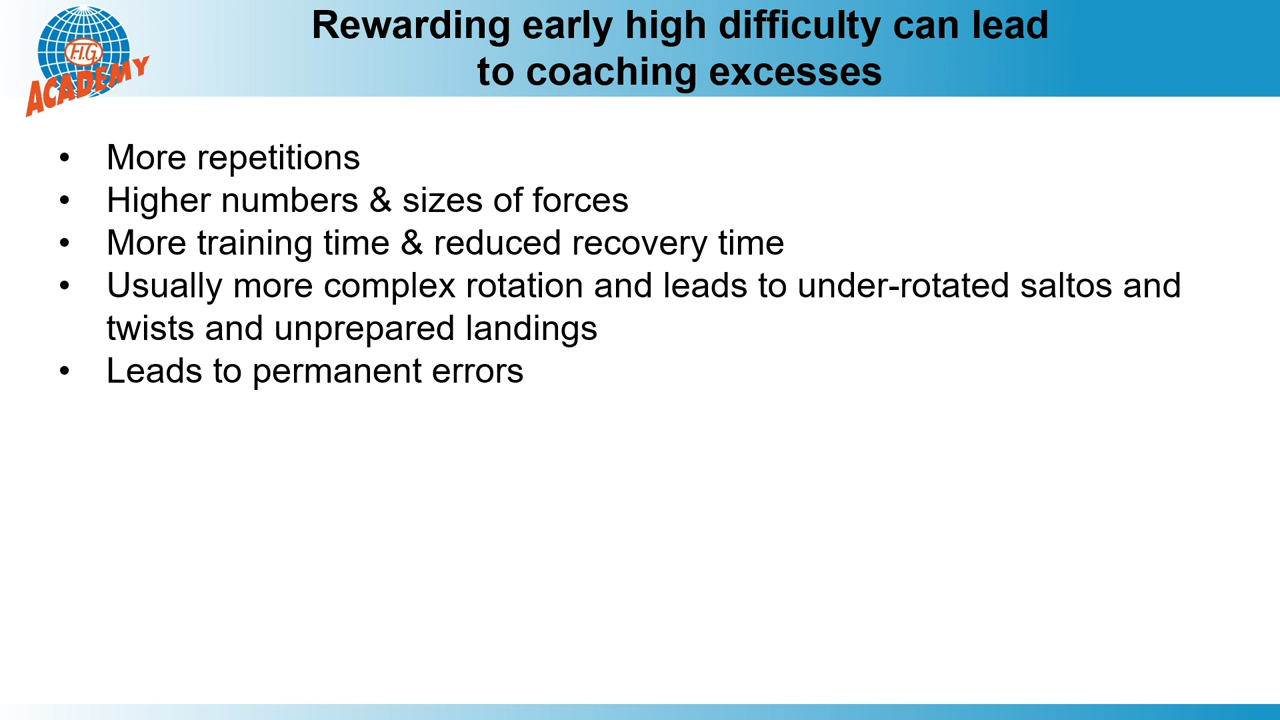 F.I.G.
ACADEMY
Rewarding early high difficulty can lead
to coaching excesses
• More repetitions
• Higher numbers & sizes of forces
• More training time & reduced recovery time
• Usually more complex rotation and leads to under-rotated saltos and
twists and unprepared landings
• Leads to permanent errors